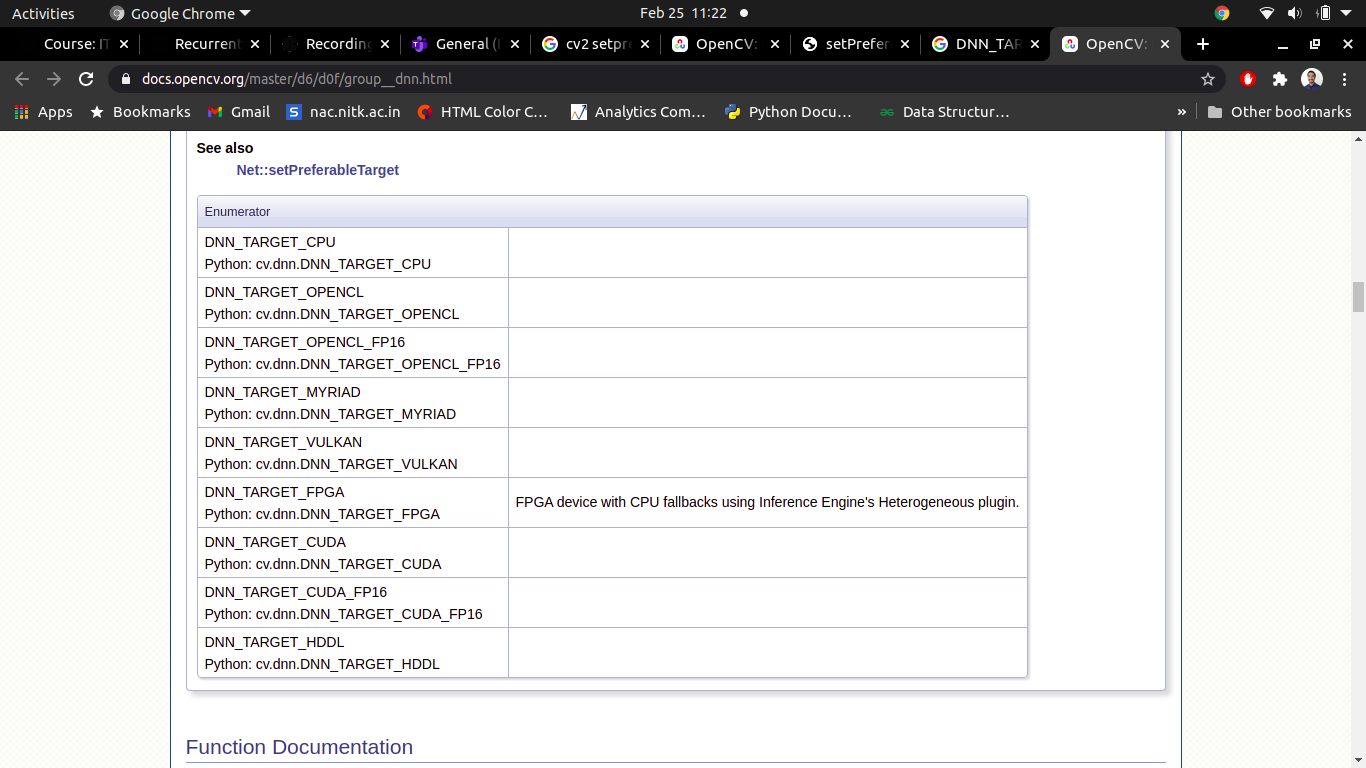 Activities
Google Chrome
Feb 25 11:22
Course: IT
Recurrent
Recording
General (
cv2 setpr
OpenCV:
setPrefer
DNN_TAR
OpenCV:
docs.opencv.org/master/d6/d0f/group__dnn.html
Apps
Bookmarks
Gmail
S nac.nitk.ac.in
HTML Color C...
Analytics Com...
Python Docu...
Data Structur...
»
Other bookmarks
See also
Net::setPreferableTarget
Enumerator
DNN_TARGET_CPU
Python: cv.dnn.DNN_TARGET_CPU
DNN_TARGET_OPENCL
Python: cv.dnn.DNN_TARGET_OPENCL
DNN_TARGET_OPENCL_FP16
Python: cv.dnn.DNN_TARGET_OPENCL_FP16
DNN_TARGET_MYRIAD
Python: cv.dnn.DNN_TARGET_MYRIAD
DNN_TARGET_VULKAN
Python: cv.dnn.DNN_TARGET_VULKAN
DNN_TARGET_FPGA
Python: cv.dnn.DNN_TARGET_FPGA
FPGA device with CPU fallbacks using Inference Engine's Heterogeneous plugin.
DNN_TARGET_CUDA
Python: cv.dnn.DNN_TARGET_CUDA
DNN_TARGET_CUDA_FP16
Python: cv.dnn.DNN_TARGET_CUDA_FP16
DNN_TARGET_HDDL
Python: cv.dnn.DNN_TARGET_HDDL
Function Documentation